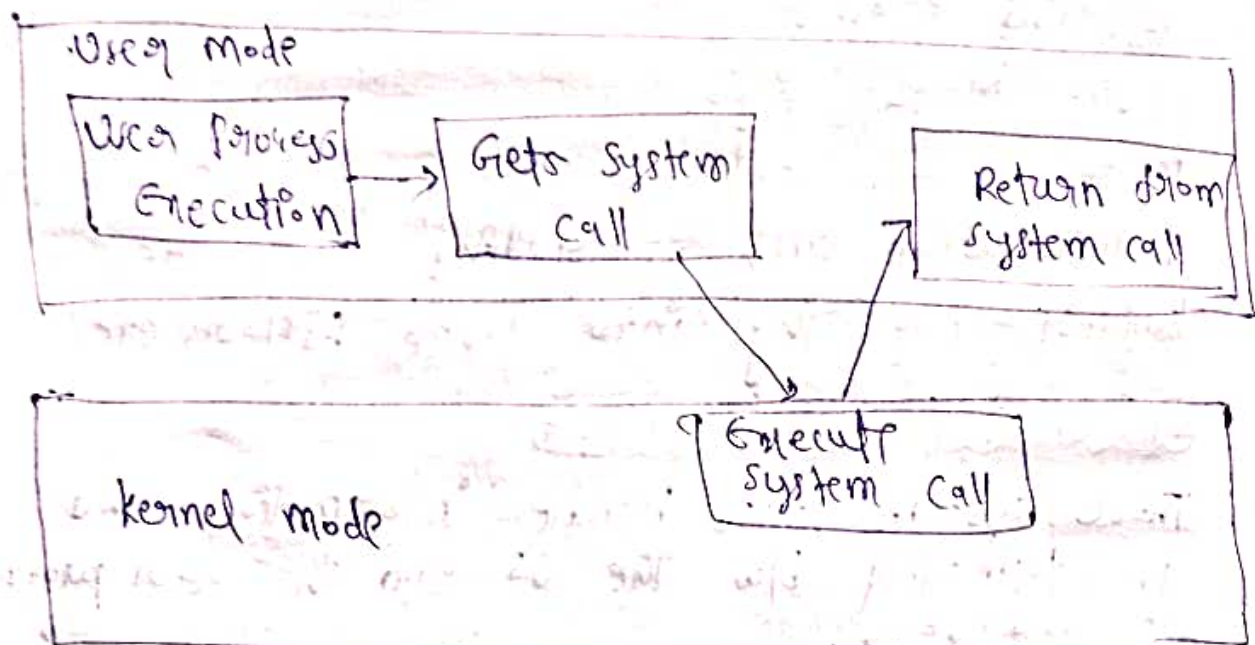 User Mode
User Process
Execution
Gets System
Call
Return from
system call
Execute
system call
kernel mode